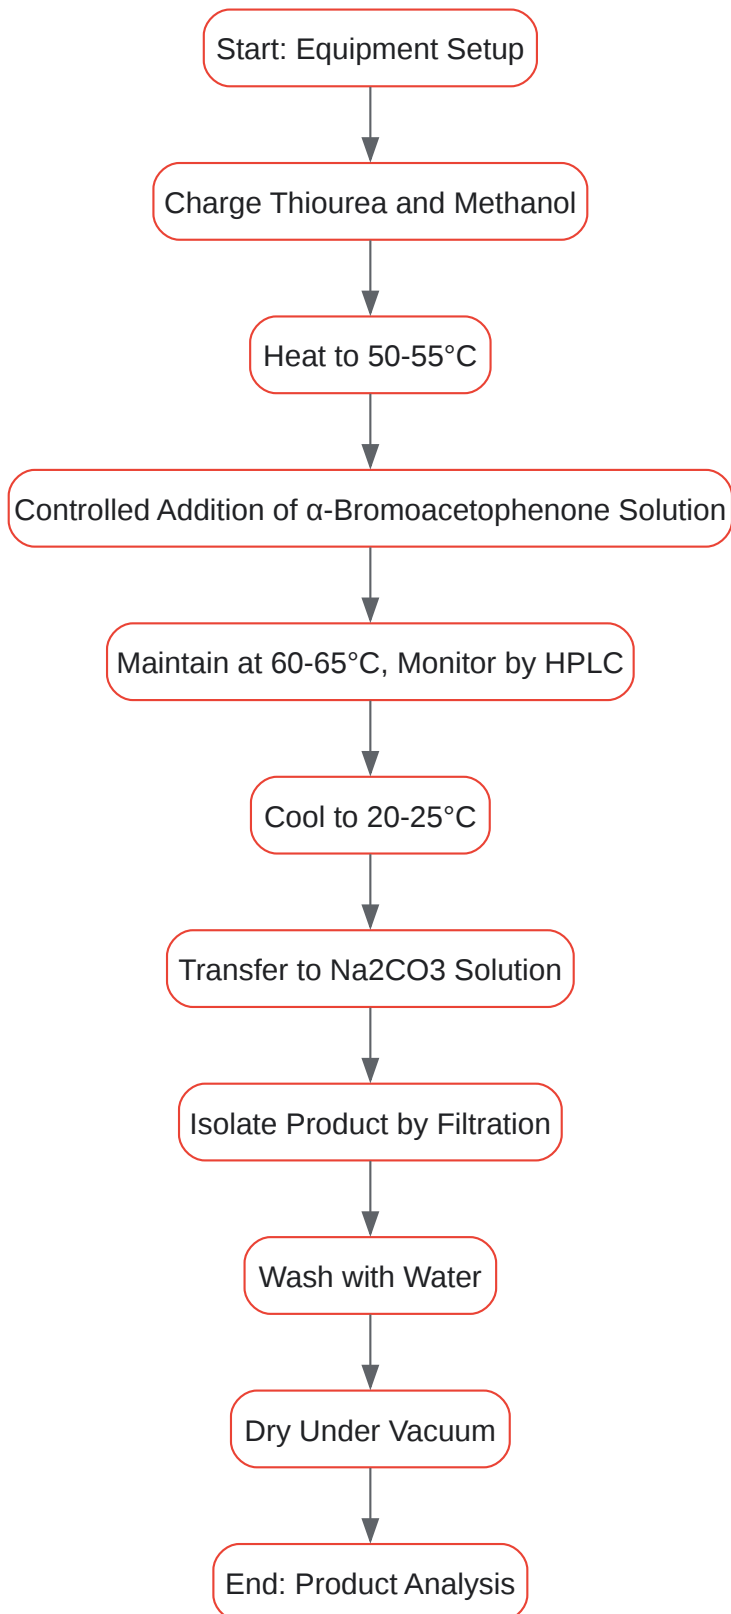 Start: Equipment Setup
Charge Thiourea and Methanol
Heat to 50-55°C
Controlled Addition of α-Bromoacetophenone Solution
Maintain at 60-65°C, Monitor by HPLC
Cool to 20-25°C
Transfer to Na2CO3 Solution
Isolate Product by Filtration
Wash with Water
Dry Under Vacuum
End: Product Analysis